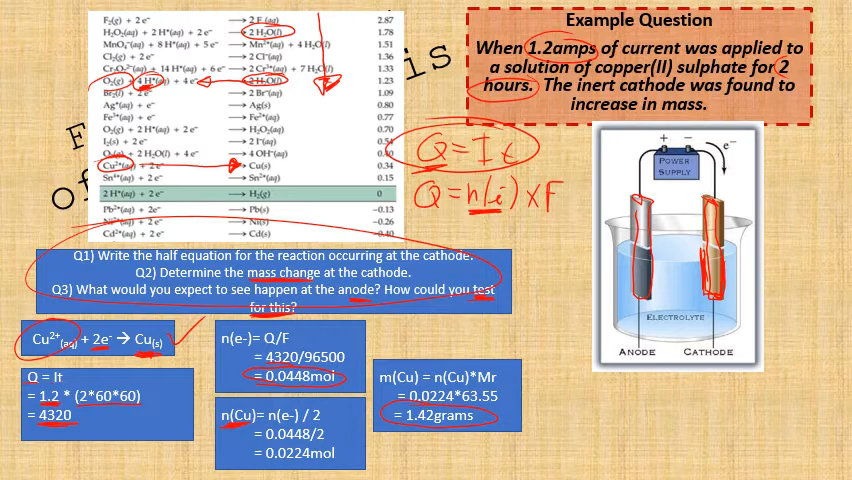 F₂(g) + 2 e⁻ ⟶ 2 F⁻(aq) 2.87
H₂O₂(aq) + 2 H⁺(aq) + 2 e⁻ ⟶ 2 H₂O(l) 1.78
MnO₄⁻(aq) + 8 H⁺(aq) + 5 e⁻ ⟶ Mn²⁺(aq) + 4 H₂O(l) 1.51
Cl₂(g) + 2 e⁻ ⟶ 2 Cl⁻(aq) 1.36
Cr₂O₇²⁻(aq) + 14 H⁺(aq) + 6 e⁻ ⟶ 2 Cr³⁺(aq) + 7 H₂O(l) 1.33
O₂(g) + 4 H⁺(aq) + 4 e⁻ 2 H₂O(l) 1.23
Br₂(l) + 2 e⁻ ⟶ 2 Br⁻(aq) 1.09
Ag⁺(aq) + e⁻ ⟶ Ag(s) 0.80
Fe³⁺(aq) + e⁻ ⟶ Fe²⁺(aq) 0.77
O₂(g) + 2 H⁺(aq) + 2 e⁻ ⟶ H₂O₂(aq) 0.70
I₂(s) + 2 e⁻ ⟶ 2 I⁻(aq) 0.54
O₂(g) + 2 H₂O(l) + 4 e⁻ ⟶ 4 OH⁻(aq) 0.40
Cu²⁺(aq) + 2 e⁻ ⟶ Cu(s) 0.34
Sn⁴⁺(aq) + 2 e⁻ ⟶ Sn²⁺(aq) 0.15
2 H⁺(aq) + 2 e⁻ ⟶ H₂(g) 0
Pb²⁺(aq) + 2e⁻ ⟶ Pb(s) −0.13
Ni²⁺(aq) + 2 e⁻ ⟶ Ni(s) −0.26
Cd²⁺(aq) + 2 e⁻ ⟶ Cd(s) −0.40
is
F
of
Example Question
When 1.2amps of current was applied to
a solution of copper(II) sulphate for 2
hours. The inert cathode was found to
increase in mass.
Q = It
Q = n(e⁻) × F
+ −
e⁻
POWER
SUPPLY
ELECTROLYTE
ANODE CATHODE
Q1) Write the half equation for the reaction occurring at the cathode.
Q2) Determine the mass change at the cathode.
Q3) What would you expect to see happen at the anode? How could you test
for this?
Cu²⁺(aq) + 2e⁻ → Cu(s)
Q = It
= 1.2 * (2*60*60)
= 4320
n(e-) = Q/F
= 4320/96500
= 0.0448mol
n(Cu)= n(e-) / 2
= 0.0448/2
= 0.0224mol
m(Cu) = n(Cu)*Mr
= 0.0224*63.55
= 1.42grams